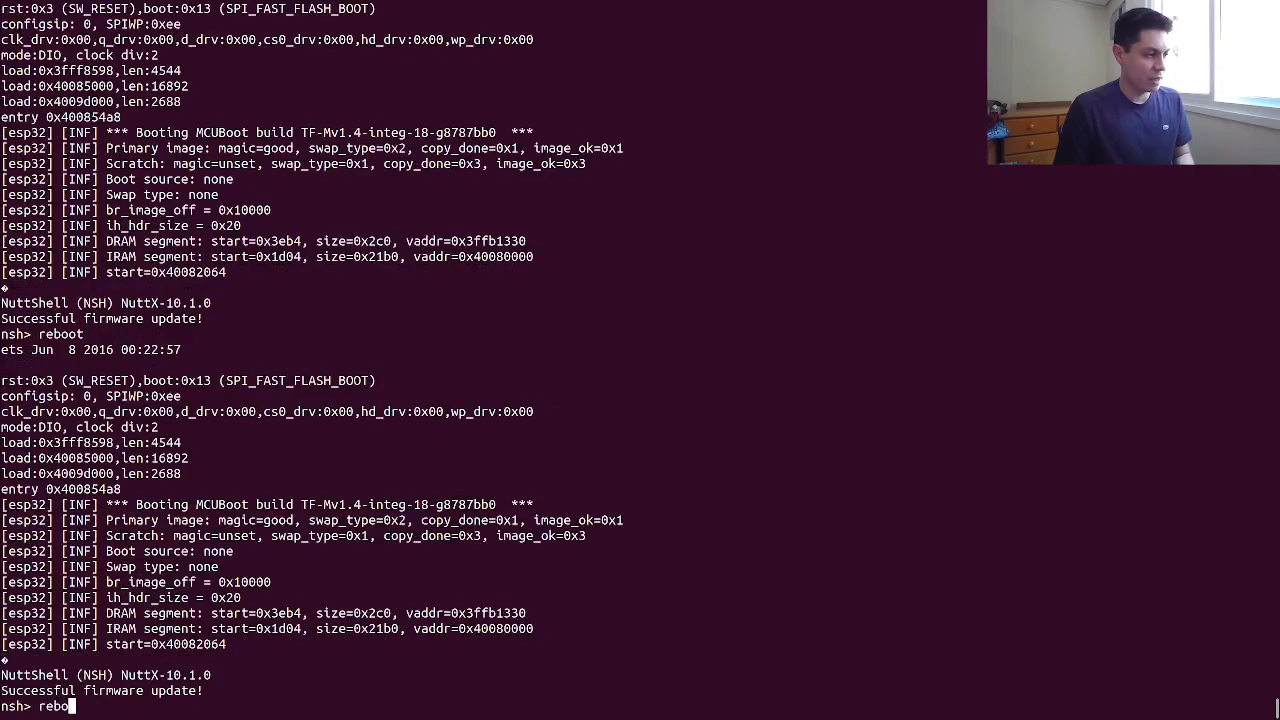 rst:0x3 (SW_RESET),boot:0x13 (SPI_FAST_FLASH_BOOT)
configsip: 0, SPIWP:0xee
clk_drv:0x00,q_drv:0x00,d_drv:0x00,cs0_drv:0x00,hd_drv:0x00,wp_drv:0x00
mode:DIO, clock div:2
load:0x3fff8598,len:4544
load:0x40085000,len:16892
load:0x4009d000,len:2688
entry 0x400854a8
[esp32] [INF] *** Booting MCUBoot build TF-Mv1.4-integ-18-g8787bb0  ***
[esp32] [INF] Primary image: magic=good, swap_type=0x2, copy_done=0x1, image_ok=0x1
[esp32] [INF] Scratch: magic=unset, swap_type=0x1, copy_done=0x3, image_ok=0x3
[esp32] [INF] Boot source: none
[esp32] [INF] Swap type: none
[esp32] [INF] br_image_off = 0x10000
[esp32] [INF] ih_hdr_size = 0x20
[esp32] [INF] DRAM segment: start=0x3eb4, size=0x2c0, vaddr=0x3ffb1330
[esp32] [INF] IRAM segment: start=0x1d04, size=0x21b0, vaddr=0x40080000
[esp32] [INF] start=0x40082064
�
NuttShell (NSH) NuttX-10.1.0
Successful firmware update!
nsh> reboot
ets Jun  8 2016 00:22:57
rst:0x3 (SW_RESET),boot:0x13 (SPI_FAST_FLASH_BOOT)
configsip: 0, SPIWP:0xee
clk_drv:0x00,q_drv:0x00,d_drv:0x00,cs0_drv:0x00,hd_drv:0x00,wp_drv:0x00
mode:DIO, clock div:2
load:0x3fff8598,len:4544
load:0x40085000,len:16892
load:0x4009d000,len:2688
entry 0x400854a8
[esp32] [INF] *** Booting MCUBoot build TF-Mv1.4-integ-18-g8787bb0  ***
[esp32] [INF] Primary image: magic=good, swap_type=0x2, copy_done=0x1, image_ok=0x1
[esp32] [INF] Scratch: magic=unset, swap_type=0x1, copy_done=0x3, image_ok=0x3
[esp32] [INF] Boot source: none
[esp32] [INF] Swap type: none
[esp32] [INF] br_image_off = 0x10000
[esp32] [INF] ih_hdr_size = 0x20
[esp32] [INF] DRAM segment: start=0x3eb4, size=0x2c0, vaddr=0x3ffb1330
[esp32] [INF] IRAM segment: start=0x1d04, size=0x21b0, vaddr=0x40080000
[esp32] [INF] start=0x40082064
�
NuttShell (NSH) NuttX-10.1.0
Successful firmware update!
nsh> rebo